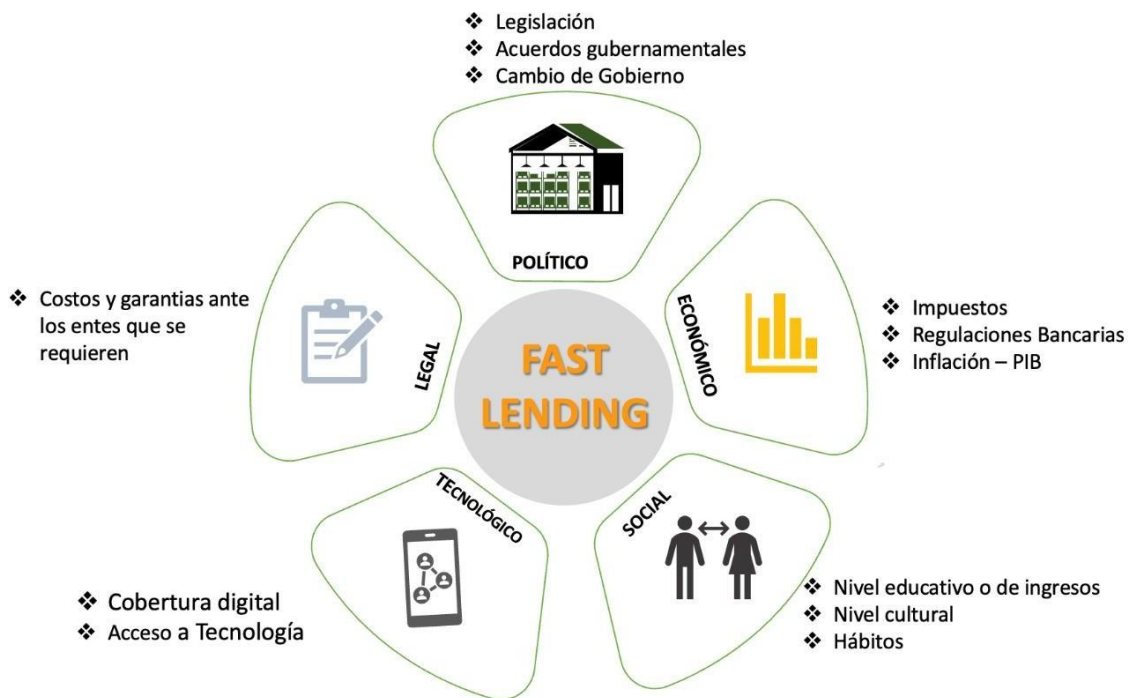 ❖ Legislación
❖ Acuerdos gubernamentales
❖ Cambio de Gobierno
POLÍTICO
❖ Costos y garantias ante
los entes que se
requieren
LEGAL
FAST
LENDING
ECONÓMICO
❖ Impuestos
❖ Regulaciones Bancarias
❖ Inflación – PIB
TECNOLÓGICO
❖ Cobertura digital
❖ Acceso a Tecnología
SOCIAL
❖ Nivel educativo o de ingresos
❖ Nivel cultural
❖ Hábitos